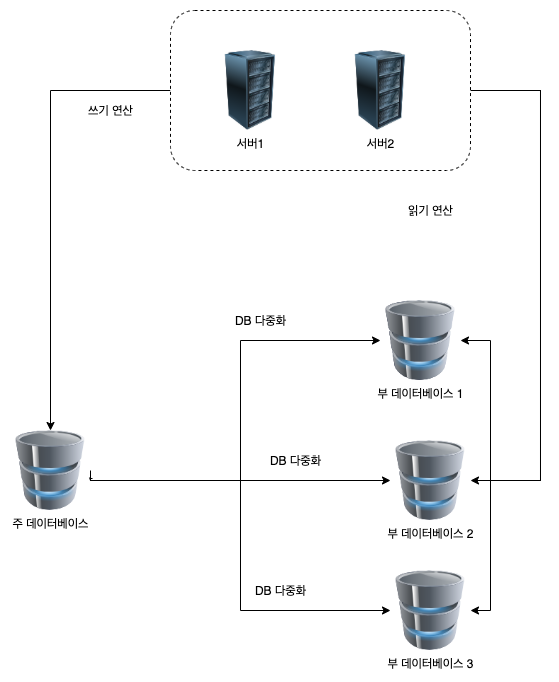 쓰기 연산
서버1
서버2
읽기 연산
DB 다중화
부 데이터베이스 1
DB 다중화
주 데이터베이스
부 데이터베이스 2
DB 다중화
부 데이터베이스 3